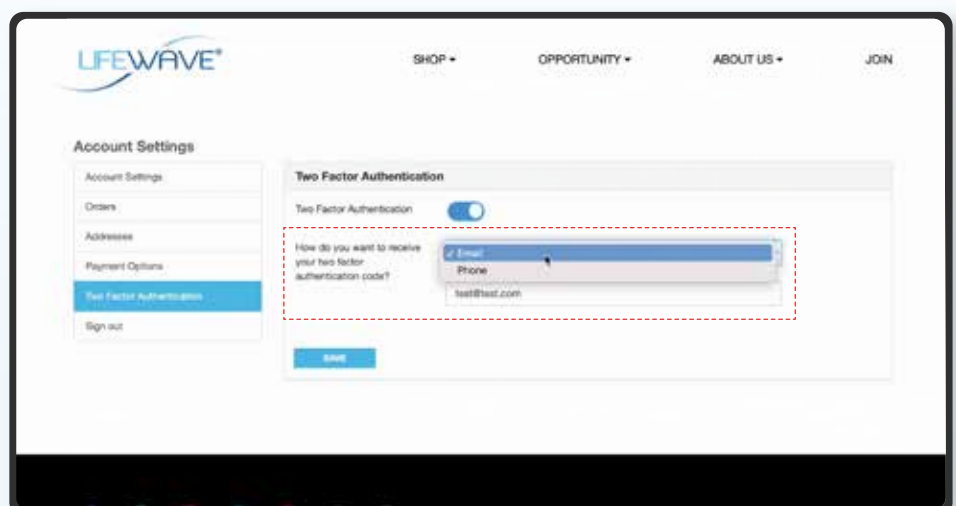 LIFEWAVE®
SHOP
OPPORTUNITY
ABOUT US
JOIN
Account Settings
Account Settings
Orders
Addresses
Payment Options
Two Factor Authentication
Sign out
Two Factor Authentication
Two Factor Authentication
How do you want to receive
your two factor
authentication code?
✓ Email
Phone
test@test.com
SAVE